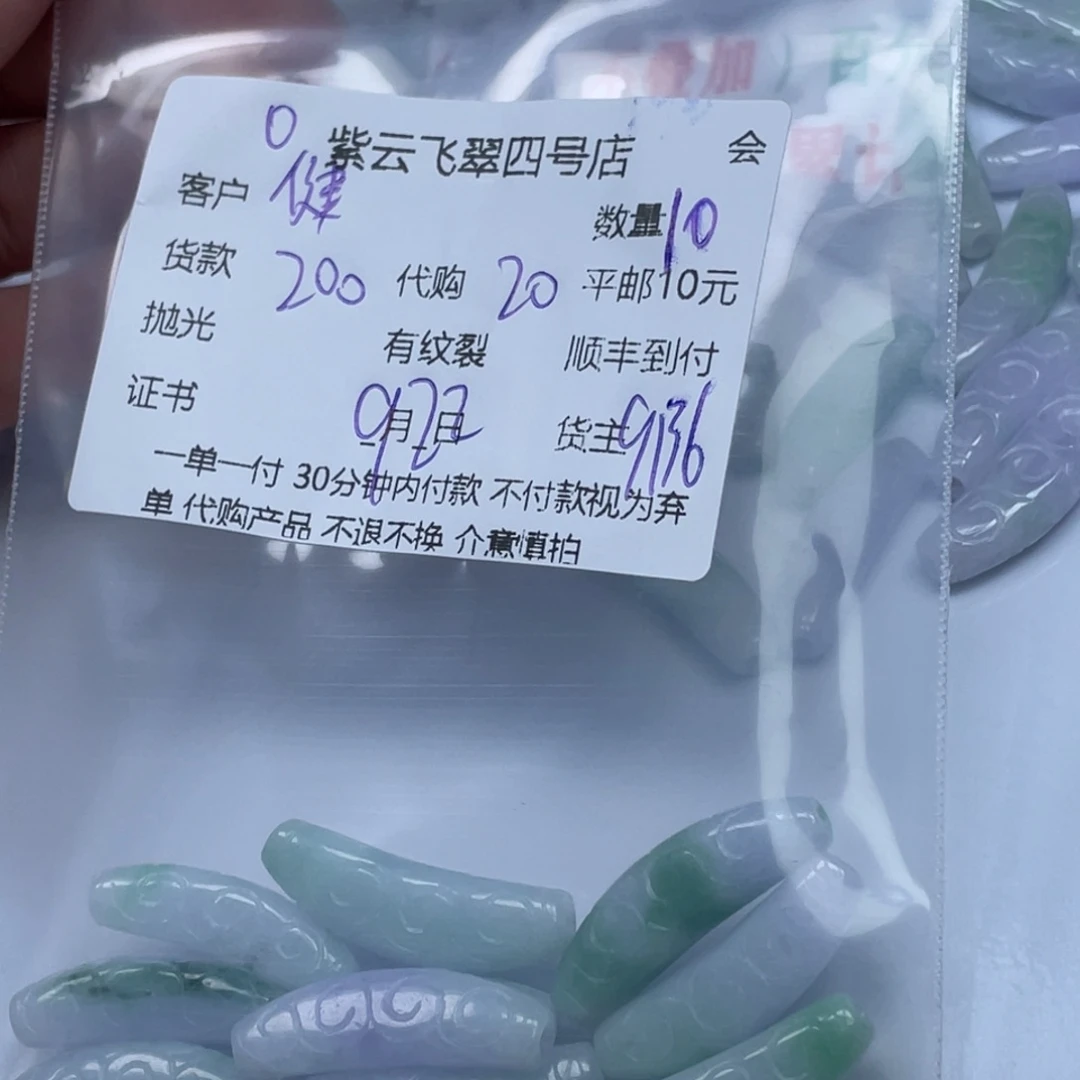 0 紫云飞翠四号店 会
客户 健 数量 10
货款 200 代购 20 平邮10元
抛光 有纹裂 顺丰到付
证书 9月22日 货主 9136
一单一付 30分钟内付款 不付款视为弃
单 代购产品 不退不换 介意慎拍